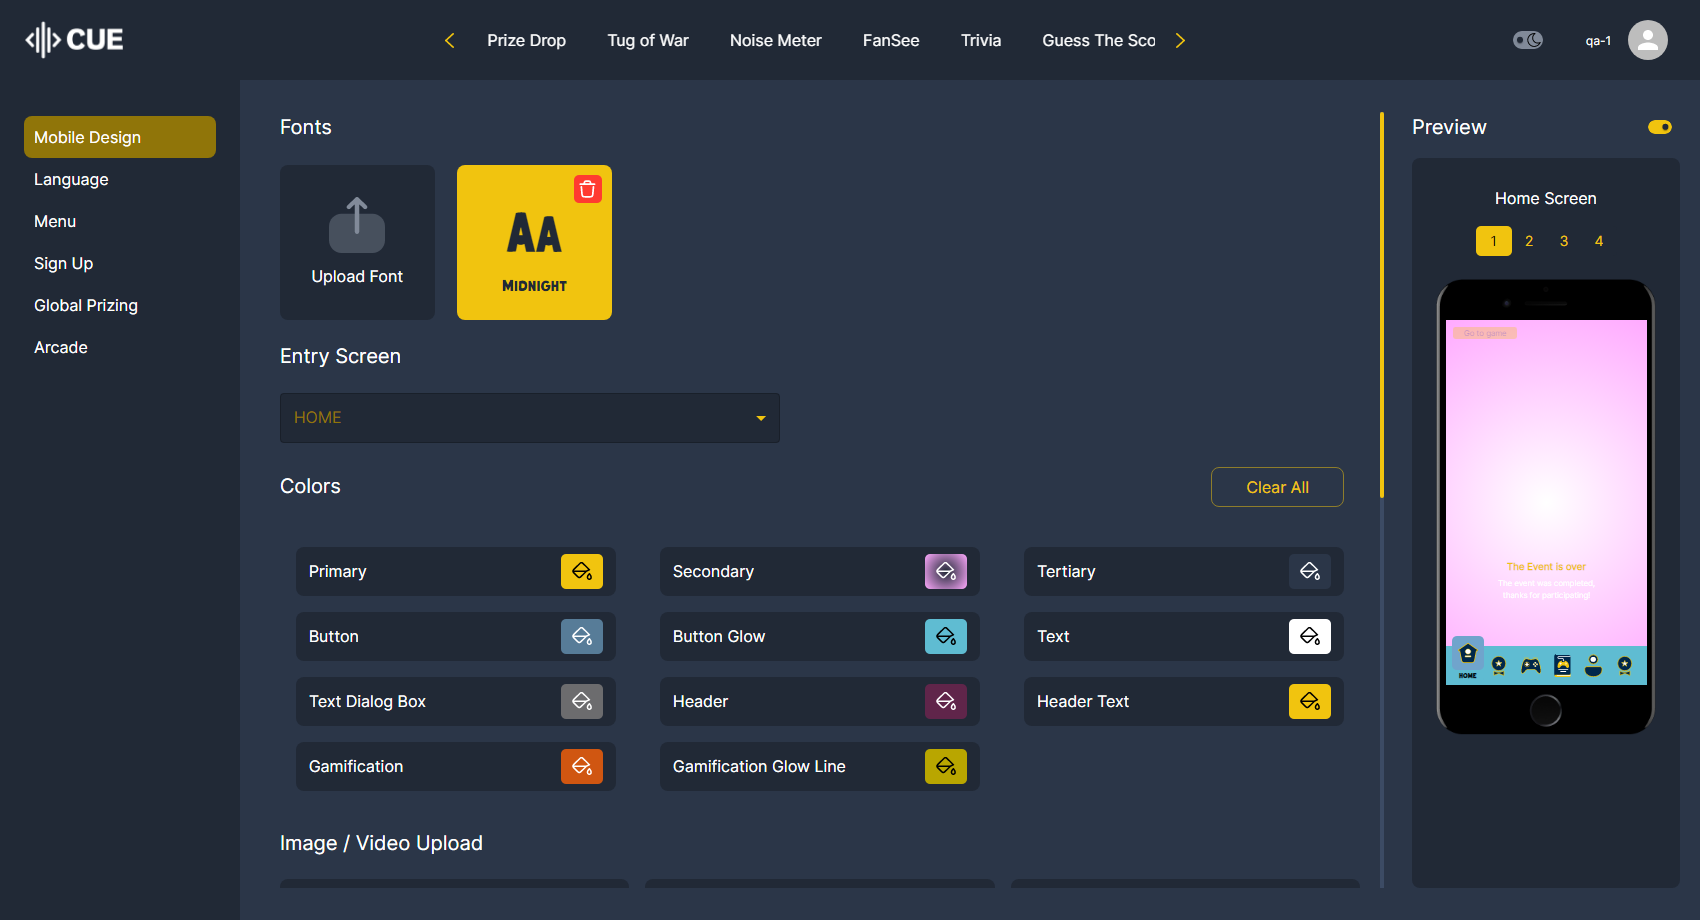 CUE
Prize Drop
Tug of War
Noise Meter
FanSee
Trivia
Guess The Sco
qa-1
Mobile Design
Language
Menu
Sign Up
Global Prizing
Arcade
Fonts
Upload Font
AA
MIDNIGHT
Entry Screen
HOME
Colors
Clear All
Primary
Secondary
Tertiary
Button
Button Glow
Text
Text Dialog Box
Header
Header Text
Gamification
Gamification Glow Line
Image / Video Upload
Preview
Home Screen
1 2 3 4
Go to game
The Event is over
The event was completed,
thanks for participating!
HOME